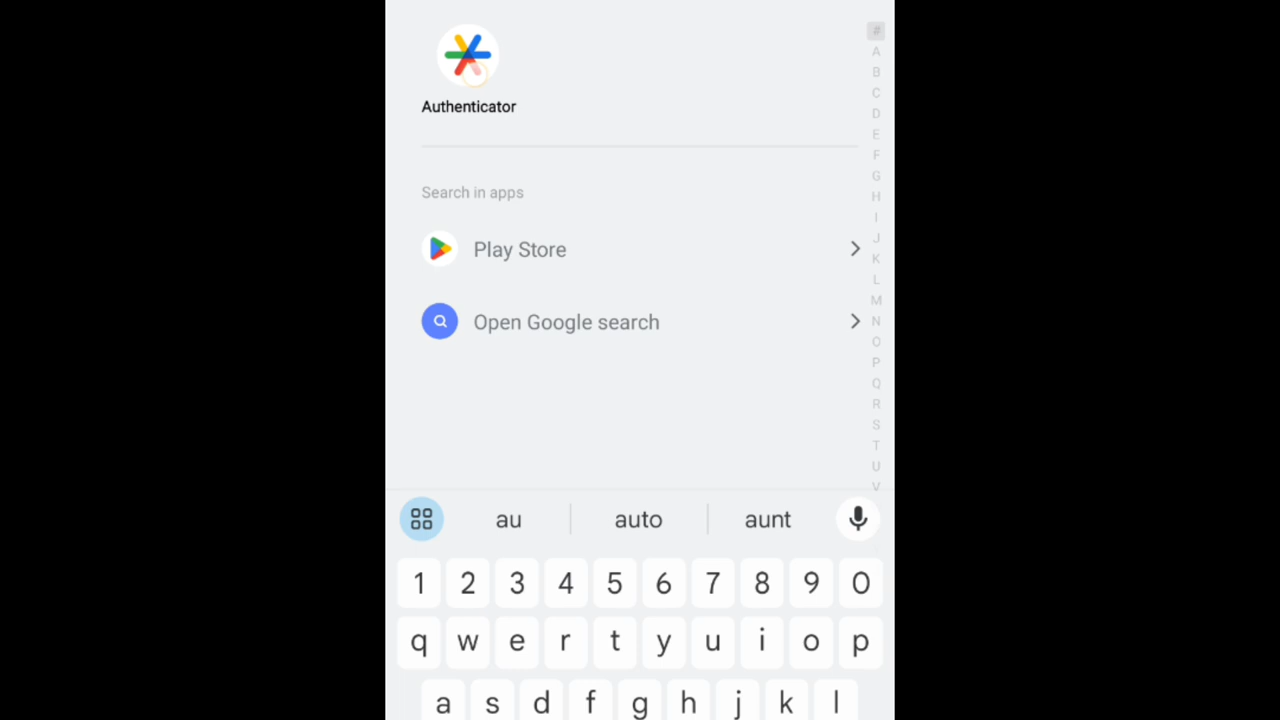 Authenticator
#
A
B
C
D
E
F
G
H
I
J
K
L
M
N
O
P
Q
R
S
T
U
V
Search in apps
Play Store
Open Google search
au auto aunt
1 2 3 4 5 6 7 8 9 0
q w e r t y u i o p
a s d f g h j k l